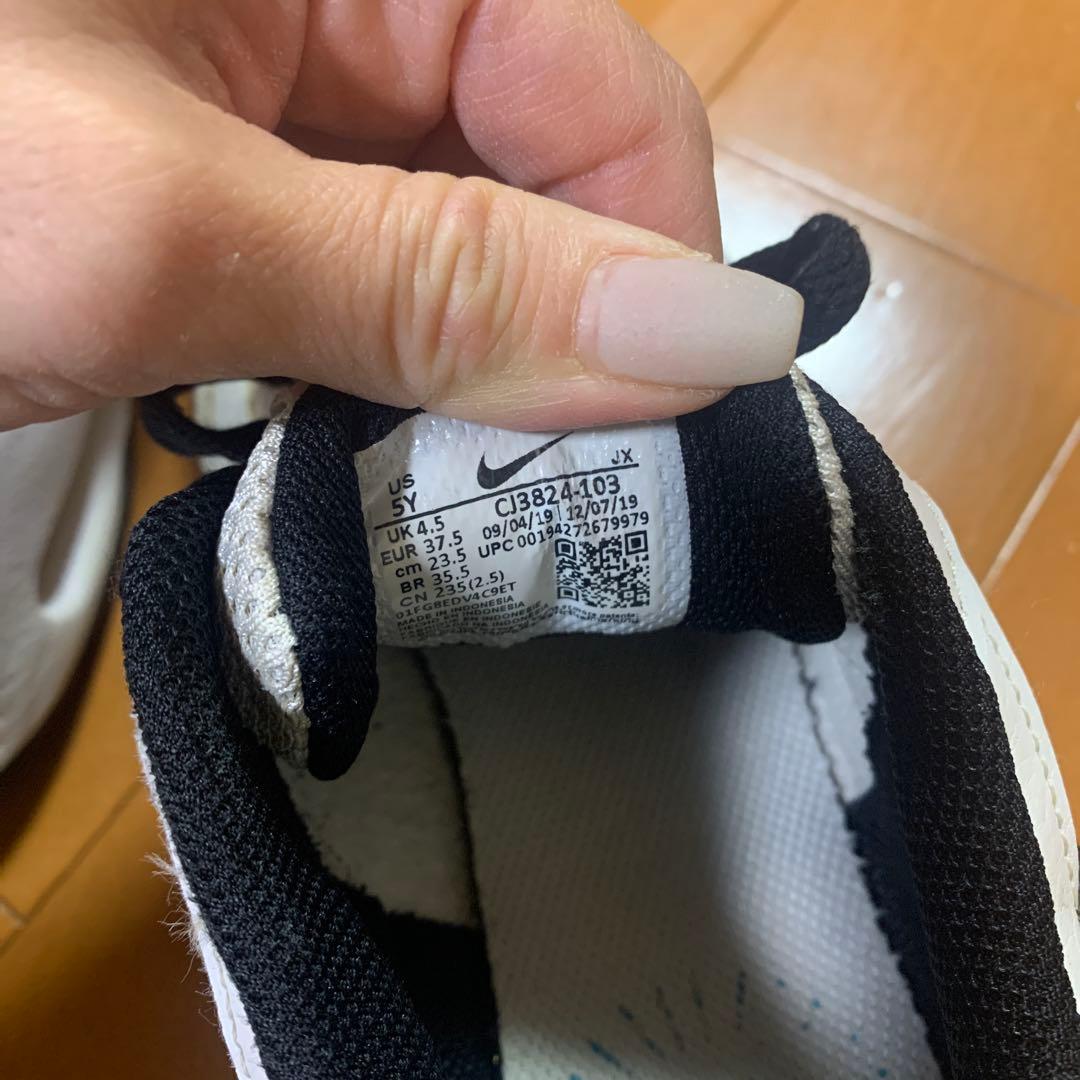 US
5Y
JX
UK 4.5
EUR 37.5
cm 23.5
BR 35.5
CN 235 (2.5)
CJ3824-103
09/04/19 12/07/19
UPC 00194272679979
01FG8EDV4C9ET
MADE IN INDONESIA